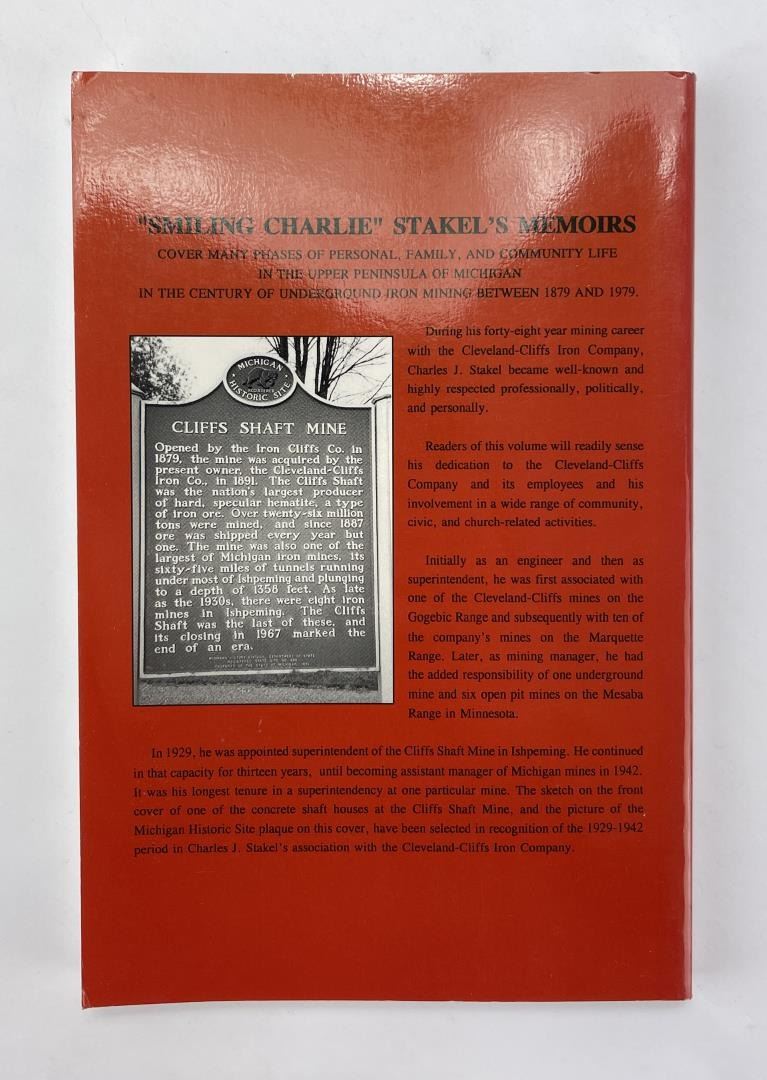 "SMILING CHARLIE" STAKEL'S MEMOIRS
COVER MANY PHASES OF PERSONAL, FAMILY, AND COMMUNITY LIFE
IN THE UPPER PENINSULA OF MICHIGAN
IN THE CENTURY OF UNDERGROUND IRON MINING BETWEEN 1879 AND 1979.
MICHIGAN
REGISTERED
HISTORIC SITE
CLIFFS SHAFT MINE
Opened by the Iron Cliffs Co. in
1879, the mine was acquired by the
present owner, the Cleveland-Cliffs
Iron Co., in 1891. The Cliffs Shaft
was the nation's largest producer
of hard, specular hematite, a type
of iron ore. Over twenty-six million
tons were mined, and since 1887
ore was shipped every year but
one. The mine was also one of the
largest of Michigan iron mines, its
sixty-five miles of tunnels running
under most of Ishpeming and plunging
to a depth of 1358 feet. As late
as the 1930s, there were eight iron
mines in Ishpeming. The Cliffs
Shaft was the last of these, and
its closing in 1967 marked the
end of an era.
MICHIGAN HISTORY DIVISION, DEPARTMENT OF STATE
REGISTERED STATE SITE NO.
PROPERTY OF THE STATE OF MICHIGAN,
During his forty-eight year mining career
with the Cleveland-Cliffs Iron Company,
Charles J. Stakel became well-known and
highly respected professionally, politically,
and personally.
Readers of this volume will readily sense
his dedication to the Cleveland-Cliffs
Company and its employees and his
involvement in a wide range of community,
civic, and church-related activities.
Initially as an engineer and then as
superintendent, he was first associated with
one of the Cleveland-Cliffs mines on the
Gogebic Range and subsequently with ten of
the company's mines on the Marquette
Range. Later, as mining manager, he had
the added responsibility of one underground
mine and six open pit mines on the Mesaba
Range in Minnesota.
In 1929, he was appointed superintendent of the Cliffs Shaft Mine in Ishpeming. He continued
in that capacity for thirteen years, until becoming assistant manager of Michigan mines in 1942.
It was his longest tenure in a superintendency at one particular mine. The sketch on the front
cover of one of the concrete shaft houses at the Cliffs Shaft Mine, and the picture of the
Michigan Historic Site plaque on this cover, have been selected in recognition of the 1929-1942
period in Charles J. Stakel's association with the Cleveland-Cliffs Iron Company.